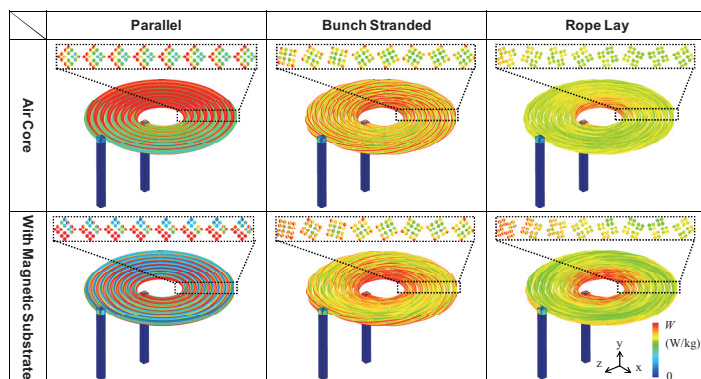 Parallel
Bunch Stranded
Rope Lay
Air Core
With Magnetic Substrate
W
(W/kg)
0
y
z
x